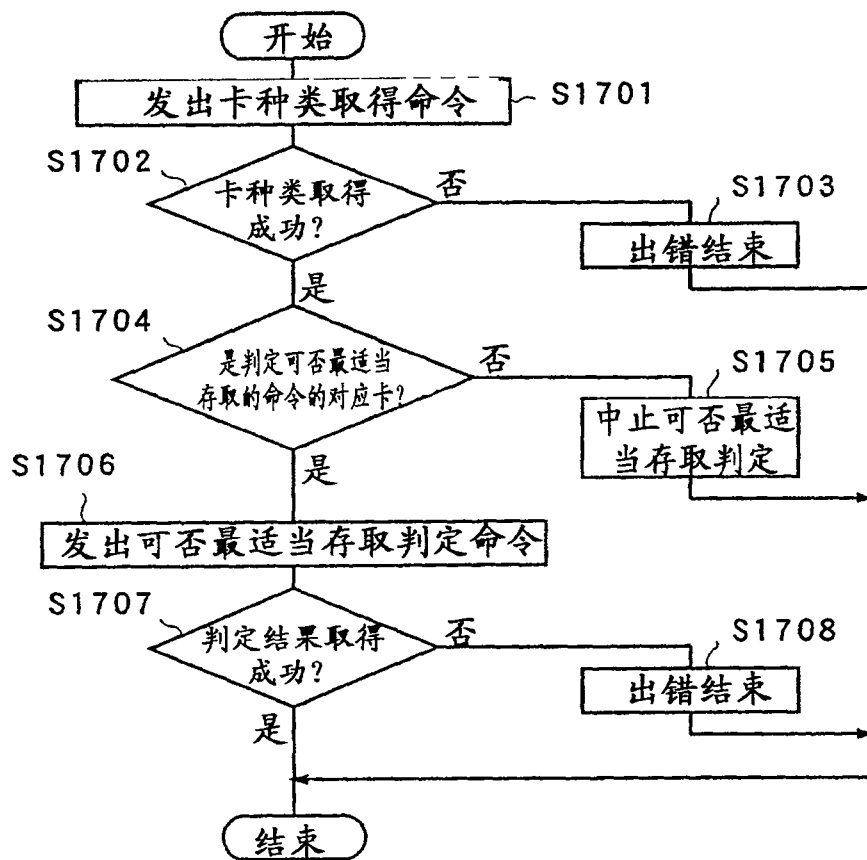 开始
发出卡种类取得命令
S1701
S1702
卡种类取得
成功?
否
S1703
出错结束
是
S1704
是判定可否最适当
存取的命令的对应卡?
否
S1705
中止可否最适
当存取判定
是
S1706
发出可否最适当存取判定命令
S1707
判定结果取得
成功?
否
S1708
出错结束
是
结束